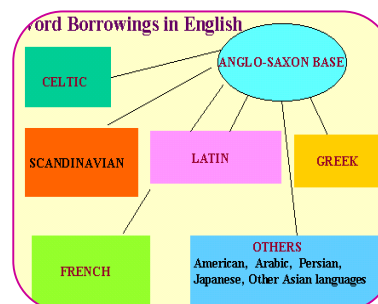 Word Borrowings in English
ANGLO-SAXON BASE
CELTIC
SCANDINAVIAN
LATIN
GREEK
FRENCH
OTHERS
American, Arabic, Persian,
Japanese, Other Asian languages